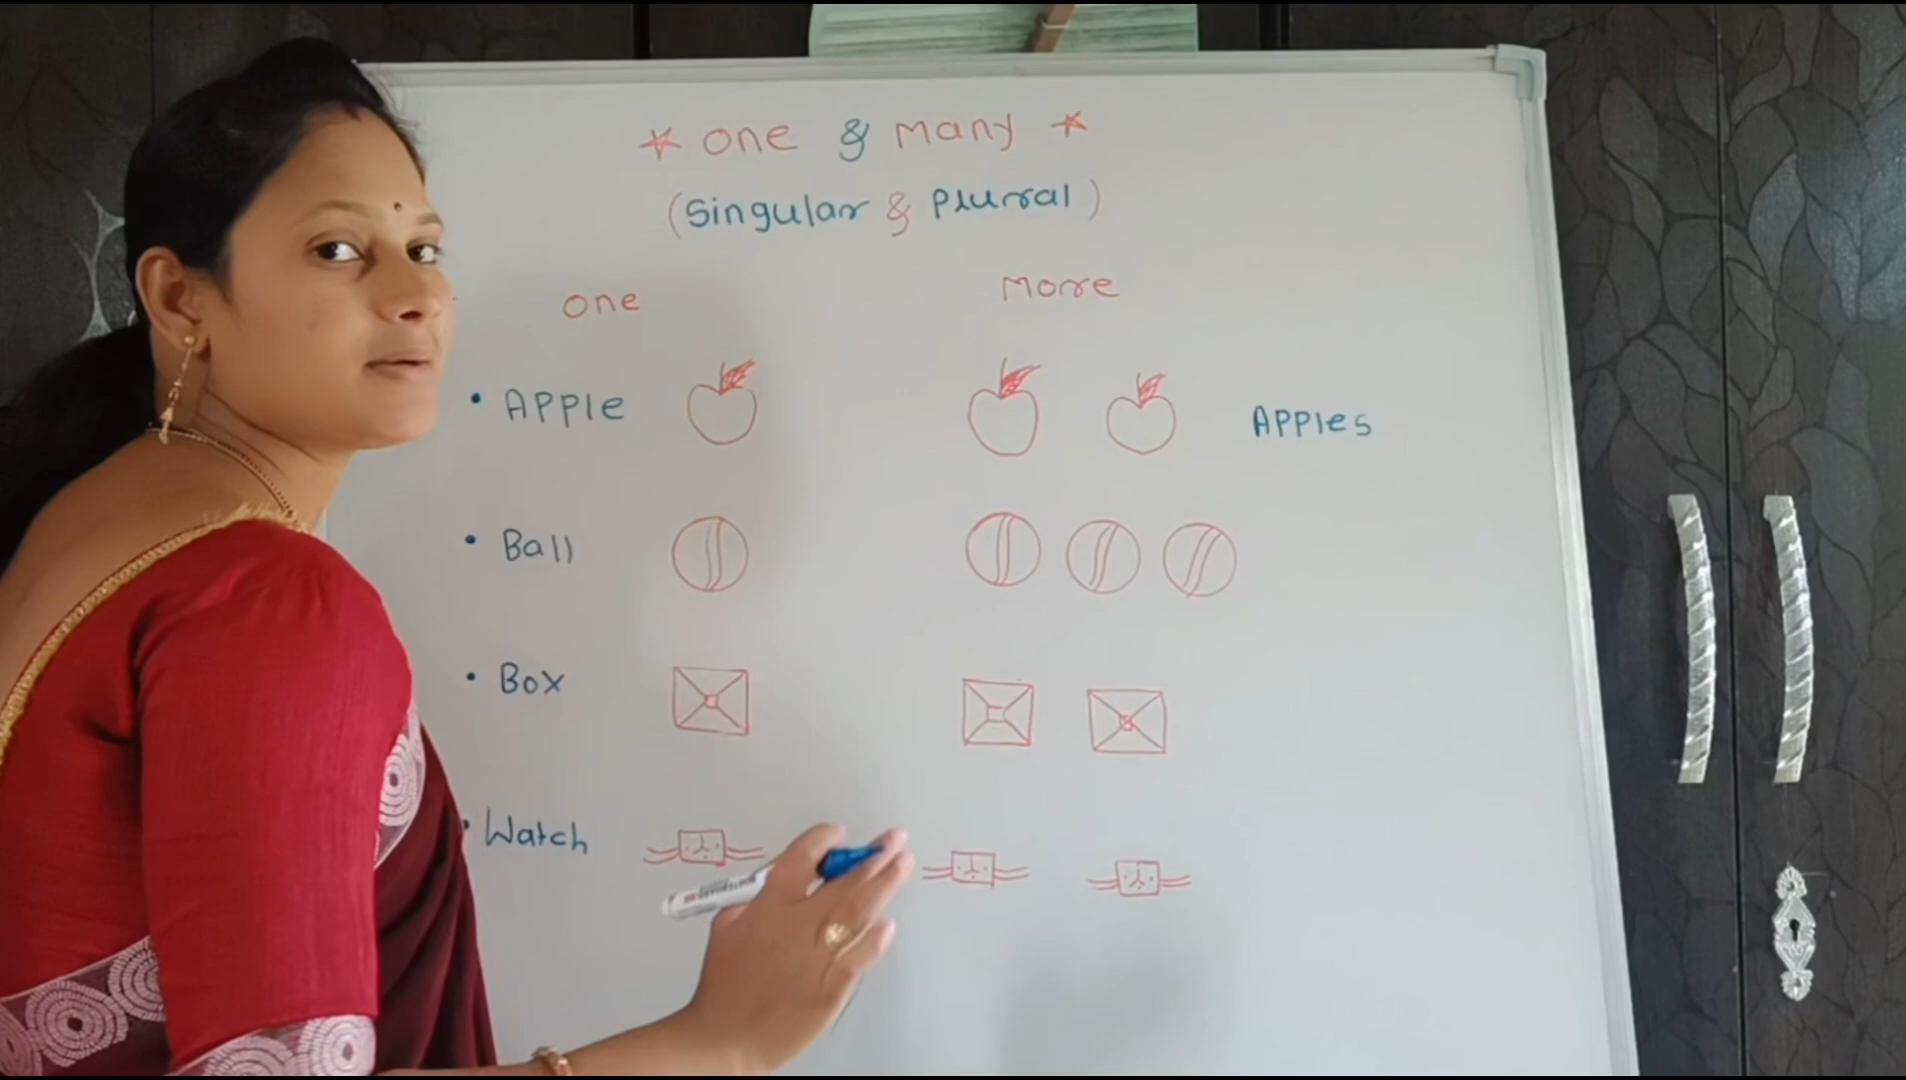 * one & many *
(Singular & Plural)
one More
• Apple Apples
• Ball
• Box
• Watch